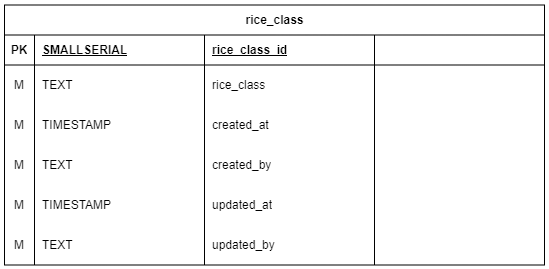 rice_class
PK SMALLSERIAL rice_class_id
M TEXT rice_class
M TIMESTAMP created_at
M TEXT created_by
M TIMESTAMP updated_at
M TEXT updated_by